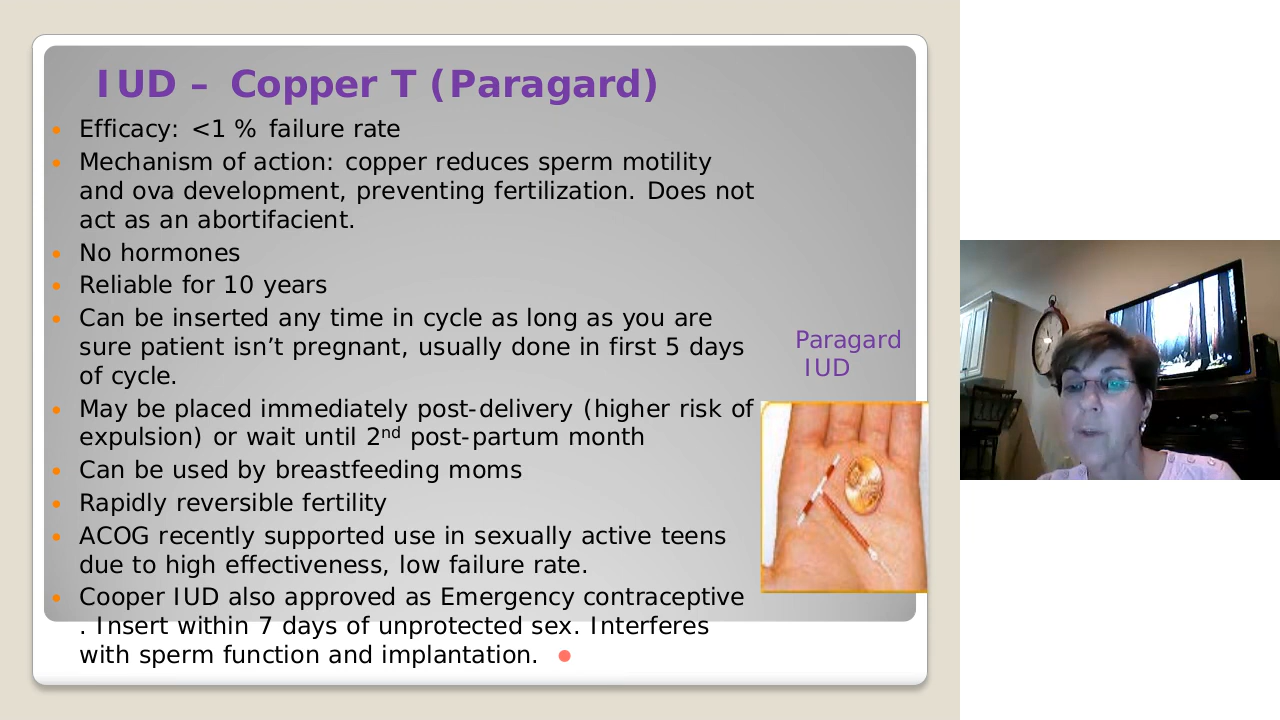 IUD – Copper T (Paragard)
Efficacy: <1 % failure rate
Mechanism of action: copper reduces sperm motility
and ova development, preventing fertilization. Does not
act as an abortifacient.
No hormones
Reliable for 10 years
Can be inserted any time in cycle as long as you are
sure patient isn’t pregnant, usually done in first 5 days
of cycle.
May be placed immediately post-delivery (higher risk of
expulsion) or wait until 2nd post-partum month
Can be used by breastfeeding moms
Rapidly reversible fertility
ACOG recently supported use in sexually active teens
due to high effectiveness, low failure rate.
Cooper IUD also approved as Emergency contraceptive
. Insert within 7 days of unprotected sex. Interferes
with sperm function and implantation.
Paragard
IUD